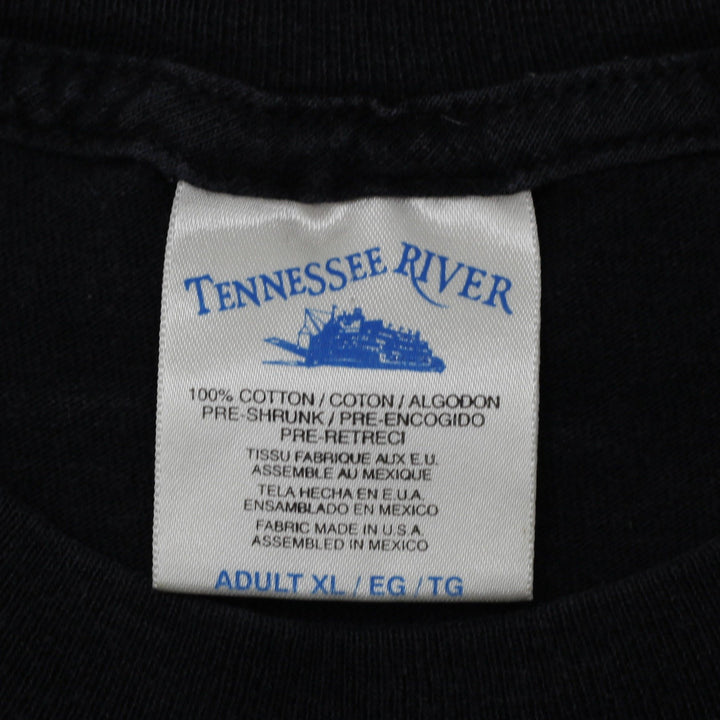 TENNESSEE RIVER
100% COTTON / COTON / ALGODON
PRE-SHRUNK / PRE-ENCOGIDO
PRE-RETRECI
TISSU FABRIQUE AUX E.U.
ASSEMBLE AU MEXIQUE
TELA HECHA EN E.U.A.
ENSAMBLADO EN MEXICO
FABRIC MADE IN U.S.A.
ASSEMBLED IN MEXICO
ADULT XL / EG / TG